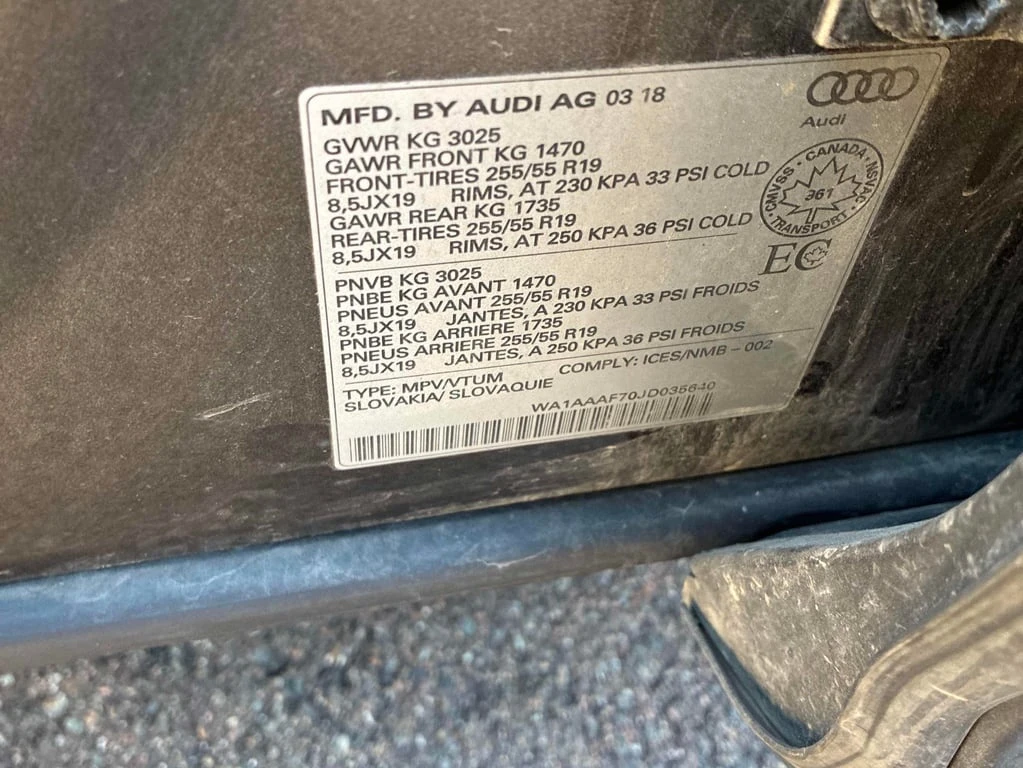 MFD. BY AUDI AG 03 18
Audi
GVWR KG 3025
GAWR FRONT KG 1470
FRONT-TIRES 255/55 R19
8,5JX19 RIMS, AT 230 KPA 33 PSI COLD
GAWR REAR KG 1735
REAR-TIRES 255/55 R19
8,5JX19 RIMS, AT 250 KPA 36 PSI COLD
CANADA · NSVAC · TRANSPORT · CMVSS
361
EC
PNVB KG 3025
PNBE KG AVANT 1470
PNEUS AVANT 255/55 R19
8,5JX19 JANTES, A 230 KPA 33 PSI FROIDS
PNBE KG ARRIERE 1735
PNEUS ARRIERE 255/55 R19
8,5JX19 JANTES, A 250 KPA 36 PSI FROIDS
TYPE: MPV/VTUM COMPLY: ICES/NMB - 002
SLOVAKIA/ SLOVAQUIE
WA1AAAF70JD035640